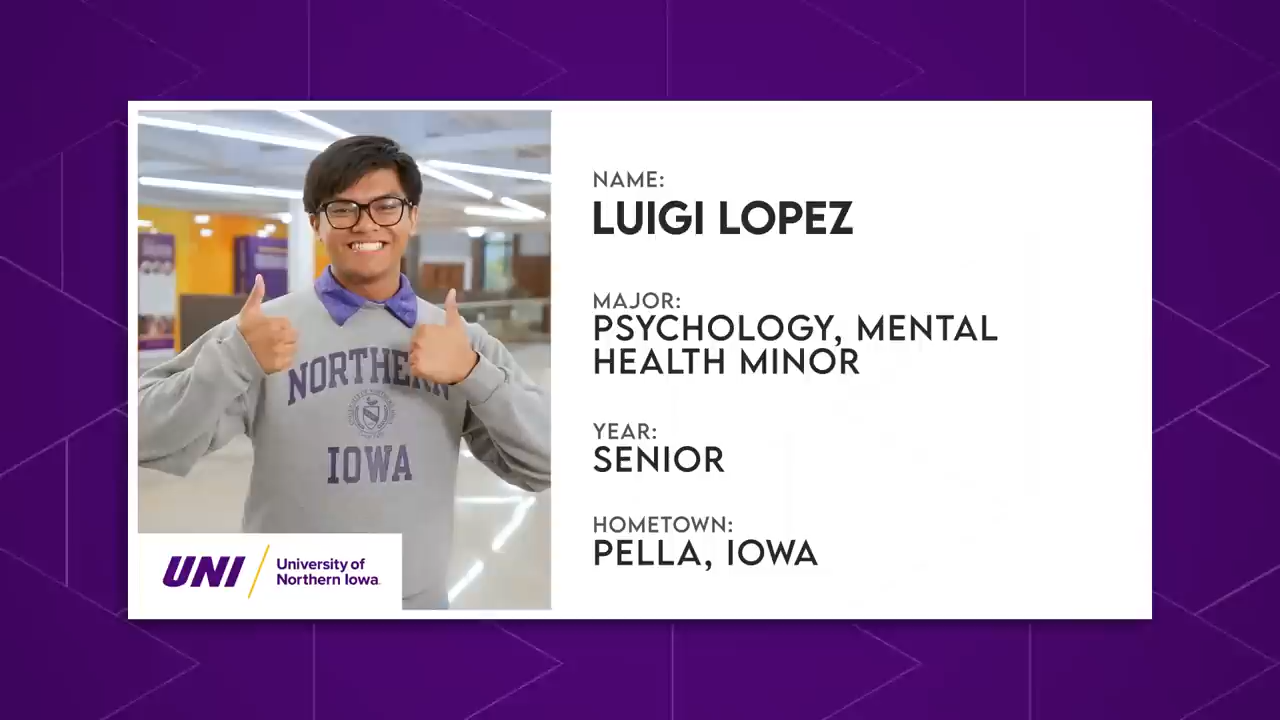 NAME:
LUIGI LOPEZ
MAJOR:
PSYCHOLOGY, MENTAL
HEALTH MINOR
YEAR:
SENIOR
HOMETOWN:
PELLA, IOWA
NORTHERN
IOWA
UNI
University of
Northern Iowa